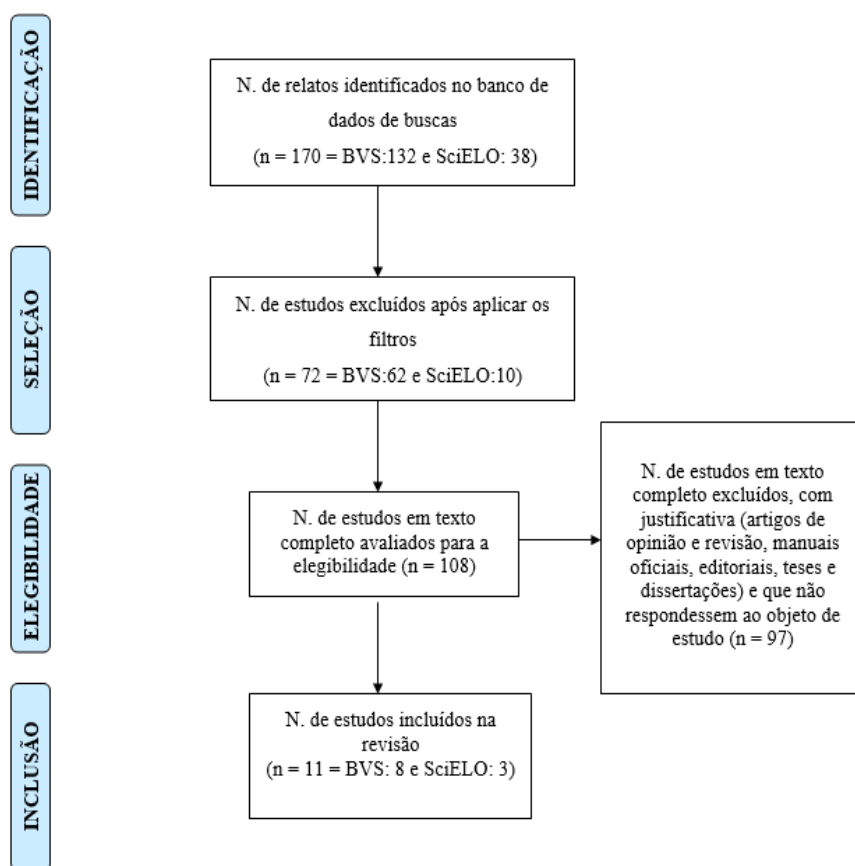 IDENTIFICAÇÃO
N. de relatos identificados no banco de
dados de buscas
(n = 170 = BVS:132 e SciELO: 38)
SELEÇÃO
N. de estudos excluídos após aplicar os
filtros
(n = 72 = BVS:62 e SciELO:10)
ELEGIBILIDADE
N. de estudos em texto
completo avaliados para a
elegibilidade (n = 108)
N. de estudos em texto
completo excluídos, com
justificativa (artigos de
opinião e revisão, manuais
oficiais, editoriais, teses e
dissertações) e que não
respondessem ao objeto de
estudo (n = 97)
INCLUSÃO
N. de estudos incluídos na
revisão
(n = 11 = BVS: 8 e SciELO: 3)